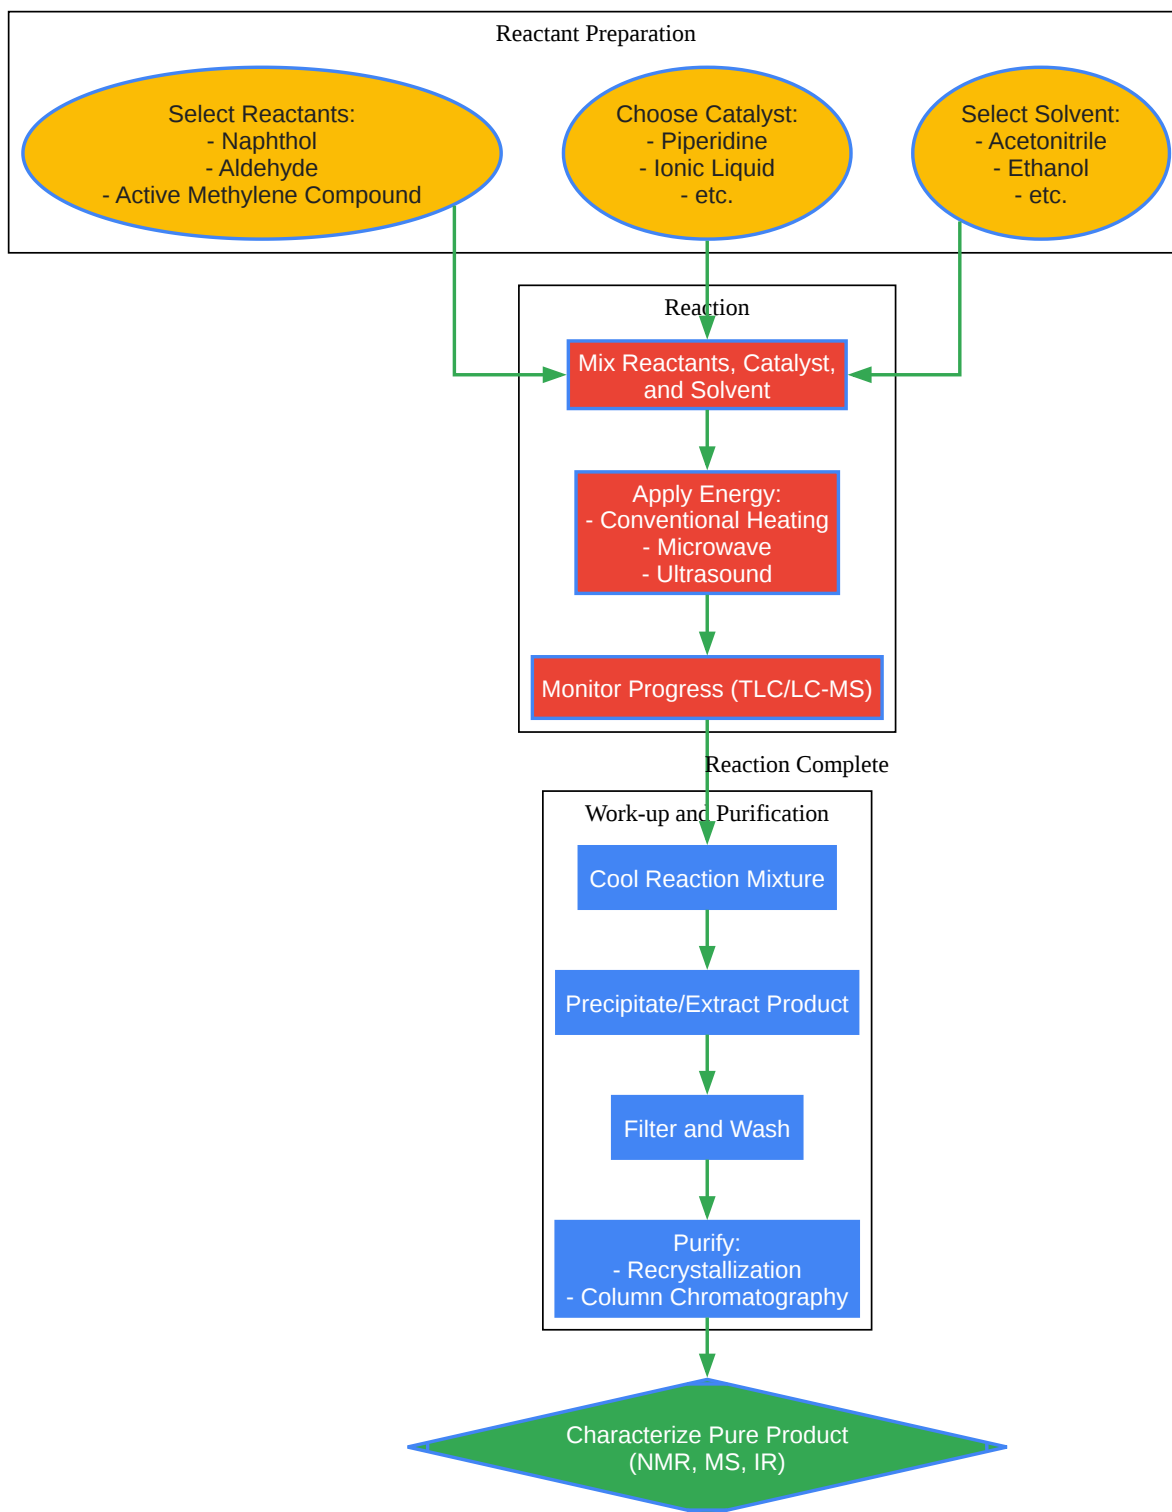 Reactant Preparation
Select Reactants:
- Naphthol
- Aldehyde
- Active Methylene Compound
Choose Catalyst:
- Piperidine
- Ionic Liquid
- etc.
Select Solvent:
- Acetonitrile
- Ethanol
- etc.
Reaction
Mix Reactants, Catalyst,
and Solvent
Apply Energy:
- Conventional Heating
- Microwave
- Ultrasound
Monitor Progress (TLC/LC-MS)
Reaction Complete
Work-up and Purification
Cool Reaction Mixture
Precipitate/Extract Product
Filter and Wash
Purify:
- Recrystallization
- Column Chromatography
Characterize Pure Product
(NMR, MS, IR)